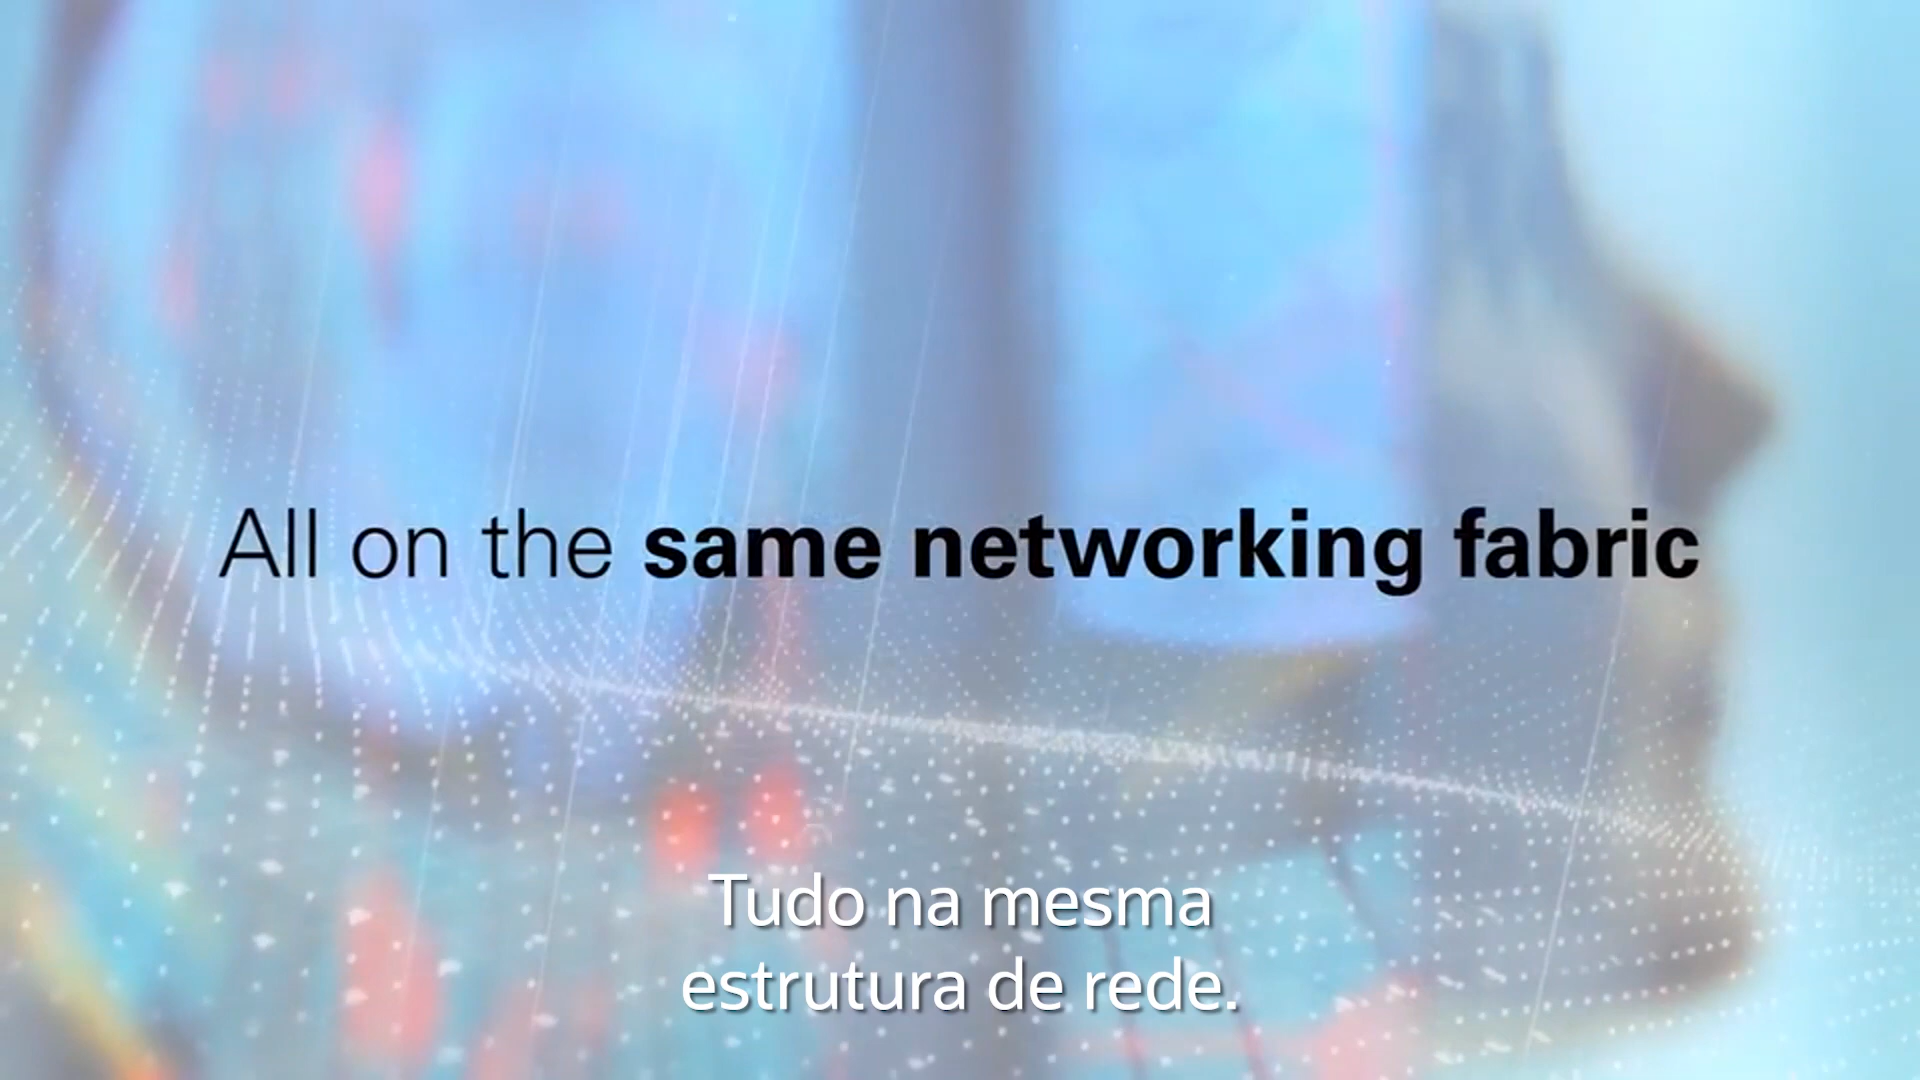 All on the same networking fabric
Tudo na mesma
estrutura de rede.